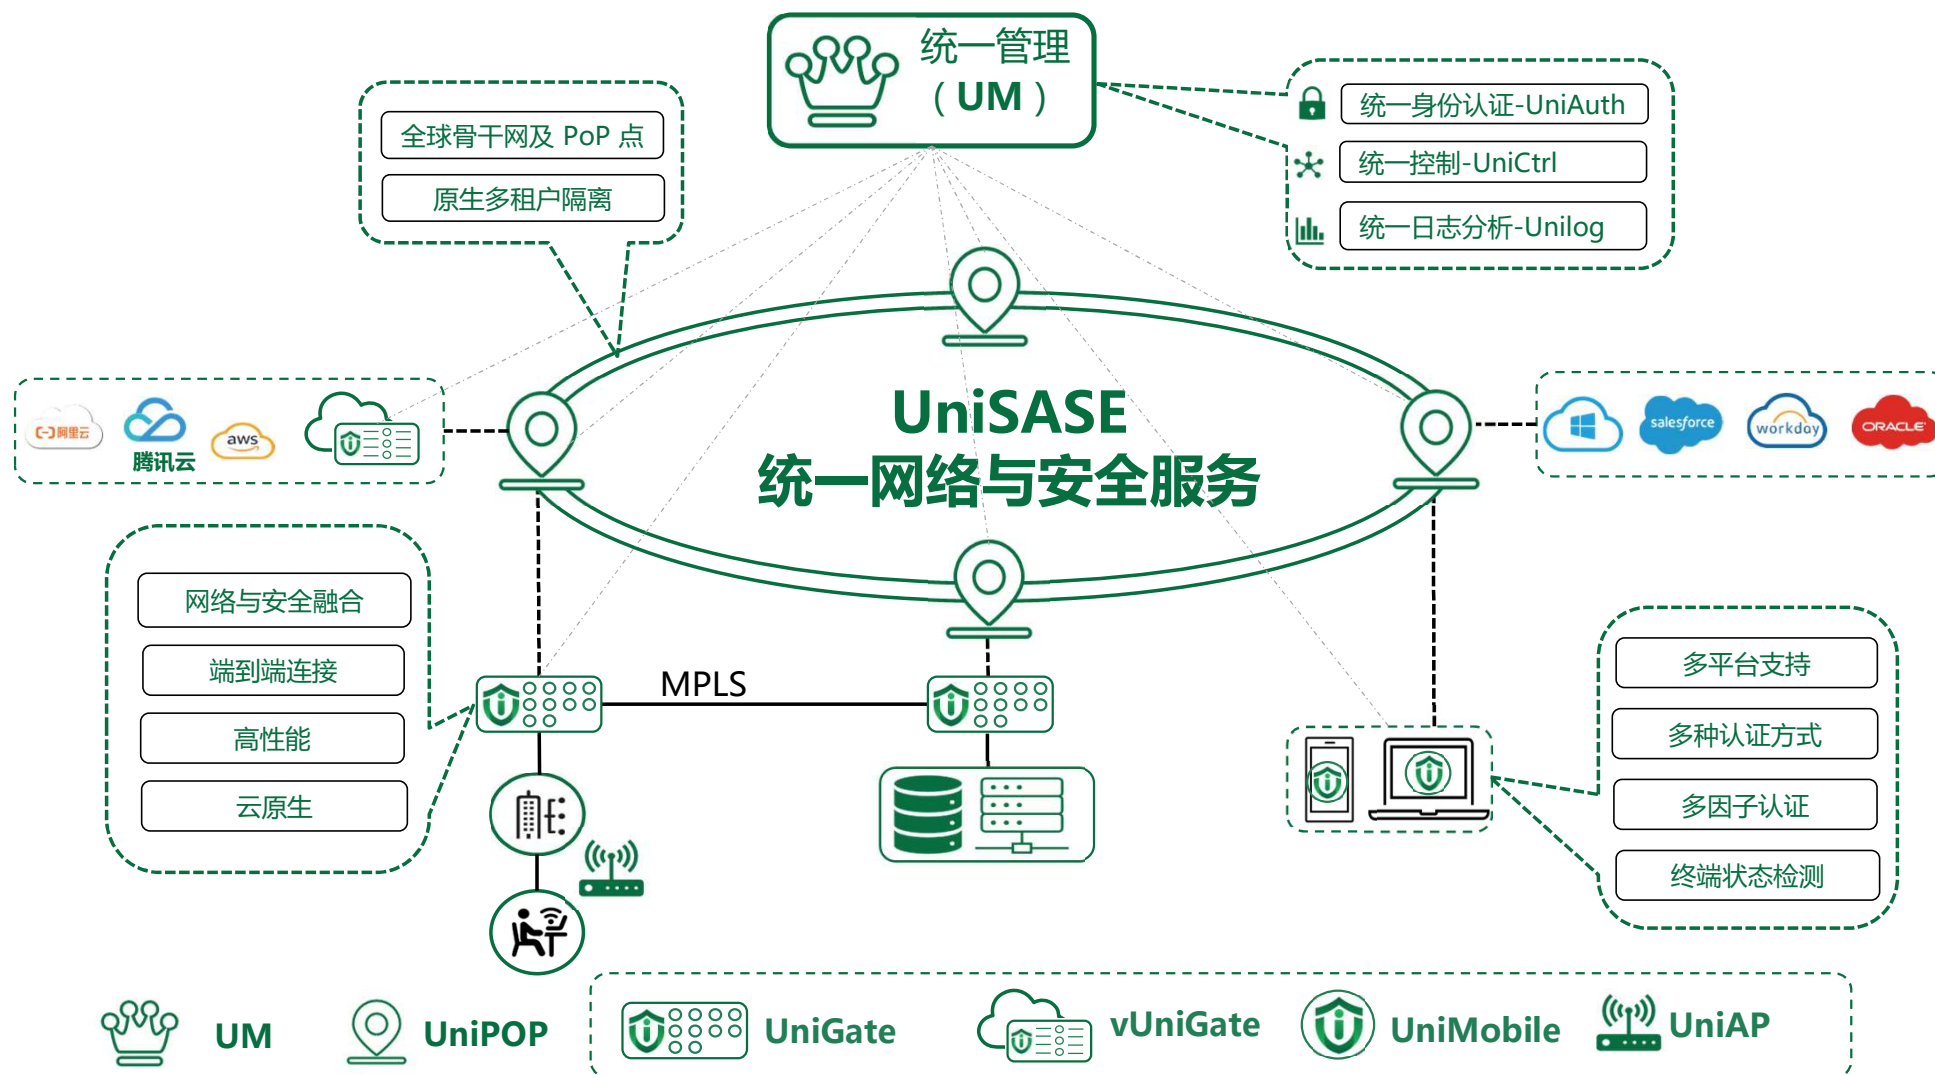 统一管理
（UM）
全球骨干网及 PoP 点
原生多租户隔离
统一身份认证-UniAuth
统一控制-UniCtrl
统一日志分析-Unilog
阿里云
腾讯云
aws
UniSASE
统一网络与安全服务
salesforce
workday
ORACLE
网络与安全融合
端到端连接
高性能
云原生
MPLS
多平台支持
多种认证方式
多因子认证
终端状态检测
UM
UniPOP
UniGate
vUniGate
UniMobile
UniAP